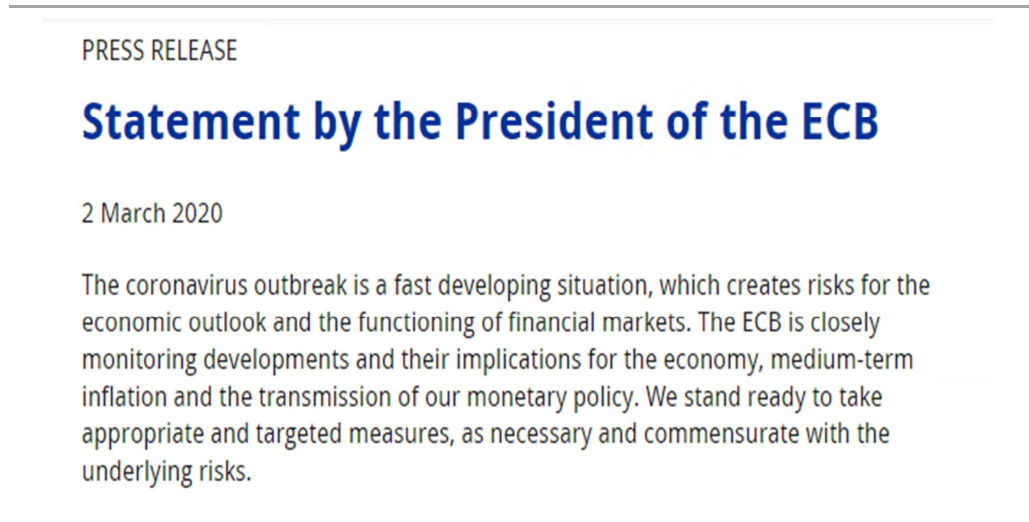 PRESS RELEASE
Statement by the President of the ECB
2 March 2020
The coronavirus outbreak is a fast developing situation, which creates risks for the
economic outlook and the functioning of financial markets. The ECB is closely
monitoring developments and their implications for the economy, medium-term
inflation and the transmission of our monetary policy. We stand ready to take
appropriate and targeted measures, as necessary and commensurate with the
underlying risks.